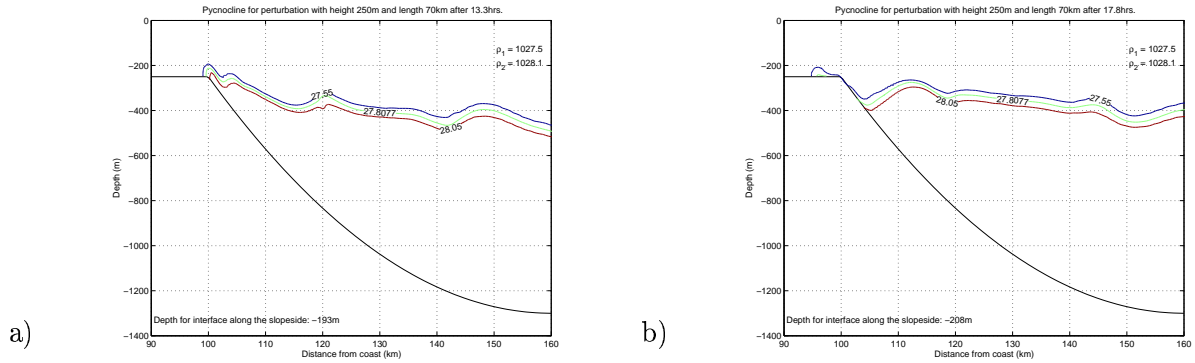 Pycnocline for perturbation with height 250m and length 70km after 13.3hrs.
0
−200
−400
−600
−800
−1000
−1200
−1400
Depth (m)
ρ1 = 1027.5
ρ2 = 1028.1
27.55
27.8077
28.05
Depth for interface along the slopeside: −193m
90 100 110 120 130 140 150 160
Distance from coast (km)
a)
Pycnocline for perturbation with height 250m and length 70km after 17.8hrs.
0
−200
−400
−600
−800
−1000
−1200
−1400
Depth (m)
ρ1 = 1027.5
ρ2 = 1028.1
28.05
27.8077
27.55
Depth for interface along the slopeside: −208m
90 100 110 120 130 140 150 160
Distance from coast (km)
b)